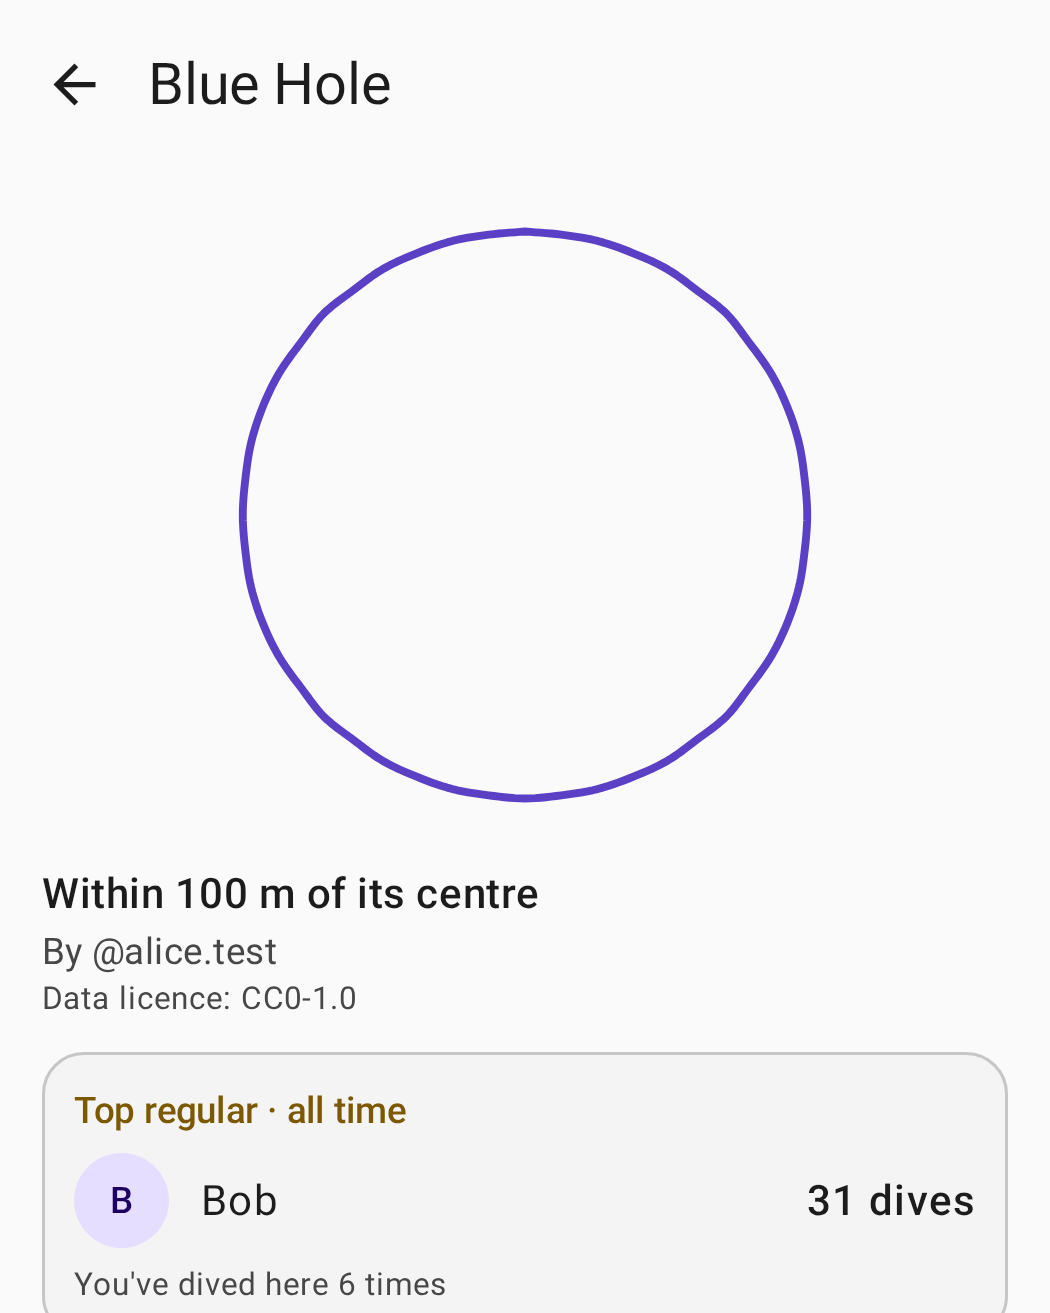 Blue Hole
Within 100 m of its centre
By @alice.test
Data licence: CC0-1.0
Top regular · all time
B
Bob
31 dives
You've dived here 6 times